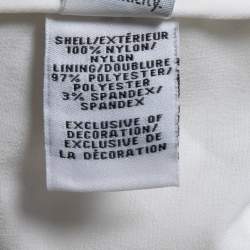 SHELL/EXTÉRIEUR
100% NYLON/
NYLON
LINING/DOUBLURE
97% POLYESTER/
POLYESTER
3% SPANDEX/
SPANDEX
EXCLUSIVE OF
DECORATION/
EXCLUSIVE DE
LA DÉCORATION